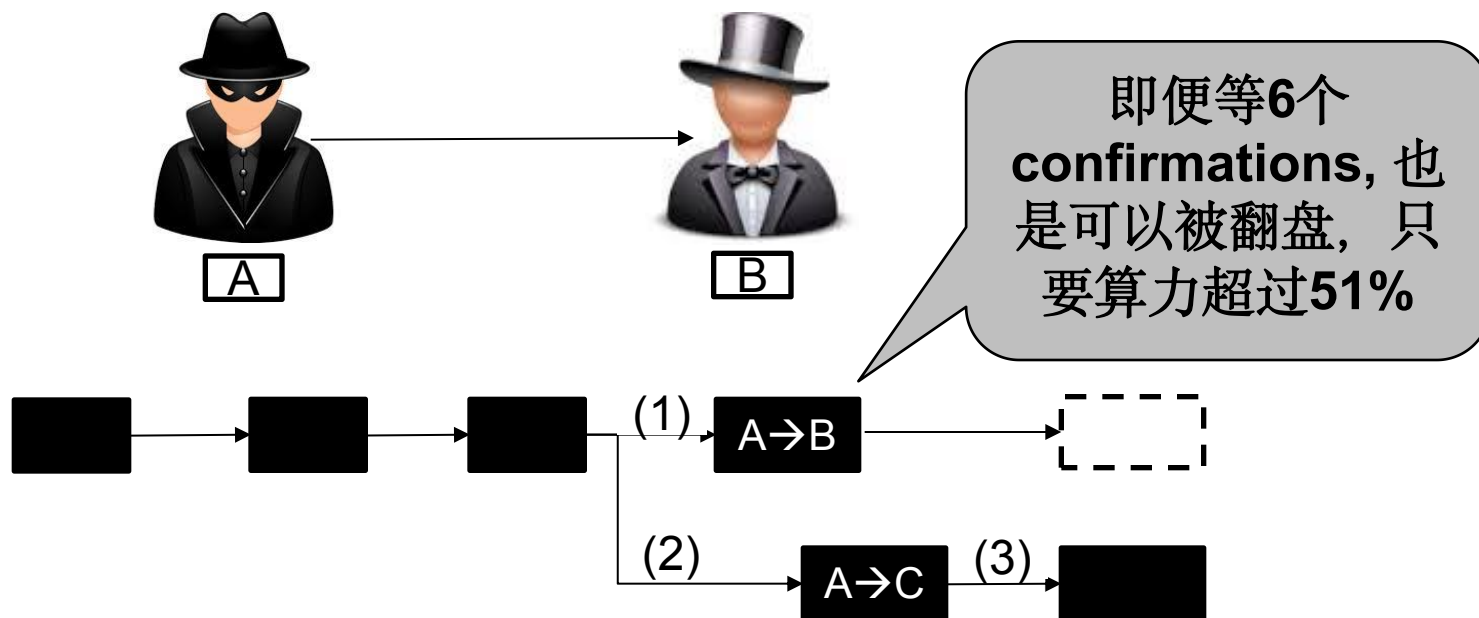 A
B
即便等6个
confirmations, 也
是可以被翻盘，只
要算力超过51%
(1)
A→B
(2)
A→C
(3)